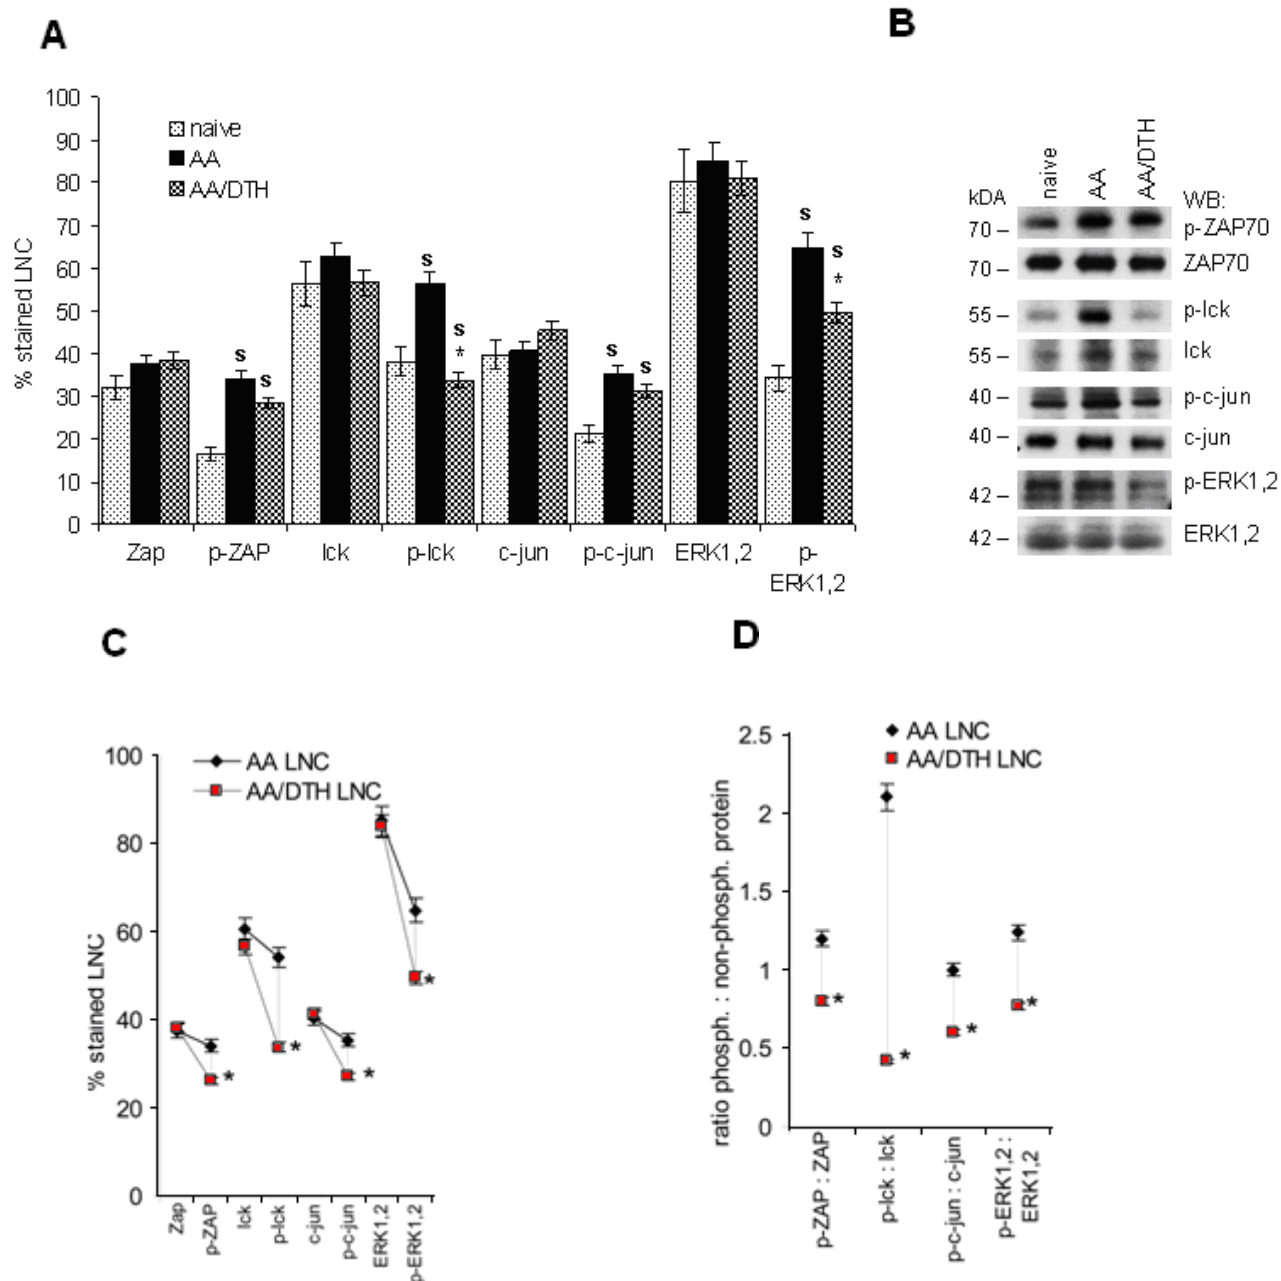 A
100
90
80
70
60
50
40
30
20
10
0
% stained LNC
naive
AA
AA/DTH
s
s
s
s
*
s
s
s
s
*
Zap
p-ZAP
lck
p-lck
c-jun
p-c-jun
ERK1,2
p-
ERK1,2
B
kDA
naive
AA
AA/DTH
WB:
70 –
p-ZAP70
70 –
ZAP70
55 –
p-lck
55 –
lck
40 –
p-c-jun
40 –
c-jun
42 –
p-ERK1,2
42 –
ERK1,2
C
100
80
60
40
20
0
% stained LNC
AA LNC
AA/DTH LNC
*
*
*
*
Zap
p-ZAP
lck
p-lck
c-jun
p-c-jun
ERK1,2
p-ERK1,2
D
2.5
2
1.5
1
0.5
0
ratio phosph. : non-phosph. protein
AA LNC
AA/DTH LNC
*
*
*
*
p-ZAP : ZAP
p-lck : lck
p-c-jun : c-jun
p-ERK1,2 :
ERK1,2